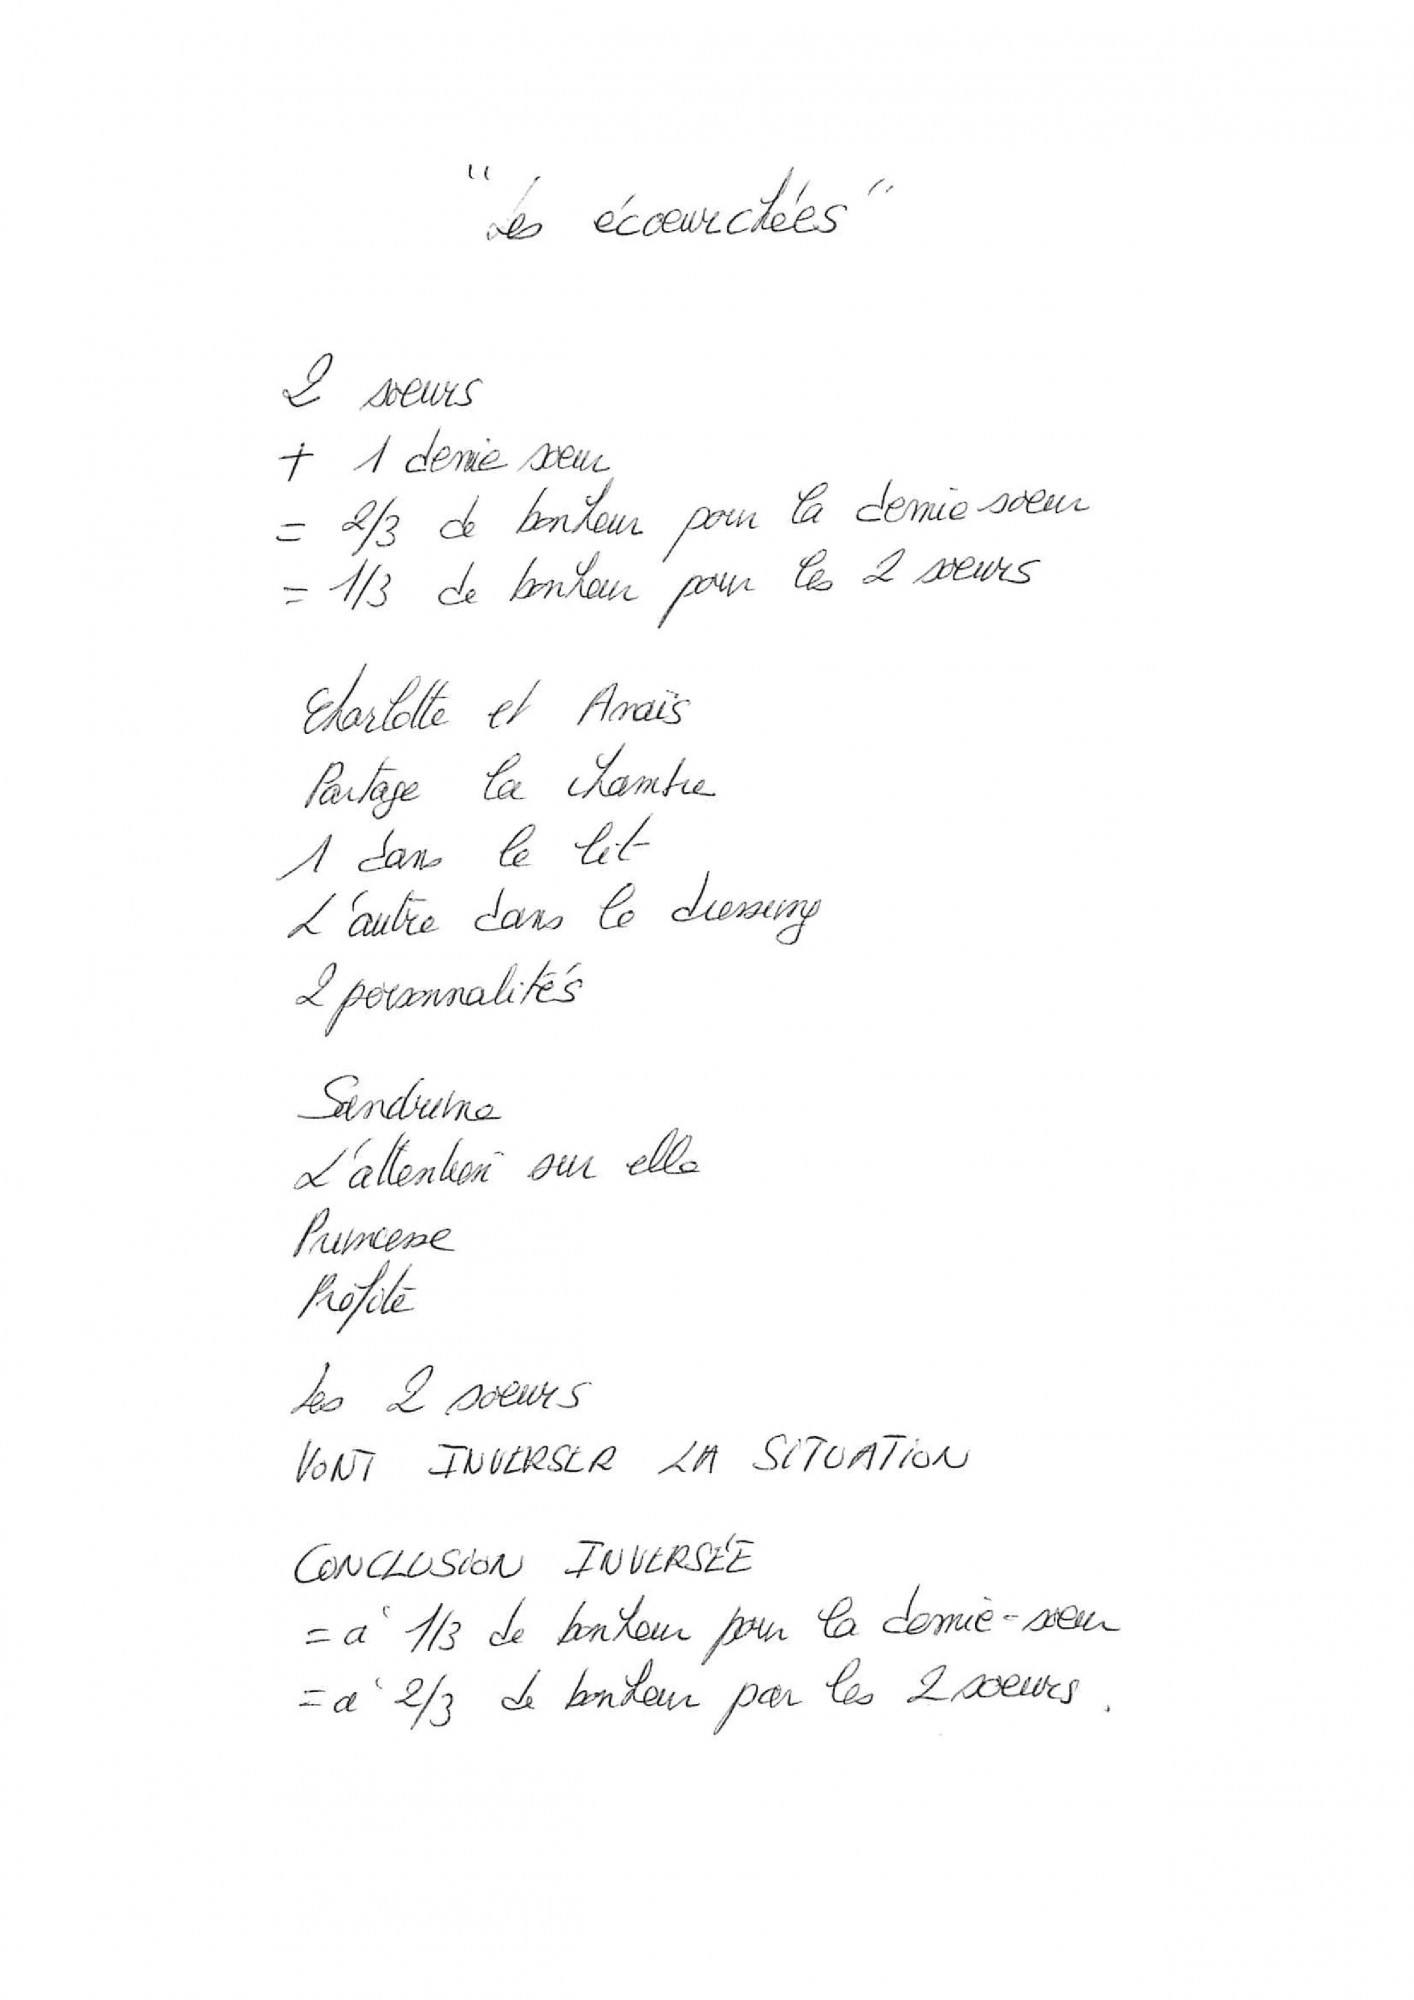 "Les écoeurchées"
2 soeurs
+ 1 demie soeur
= 2/3 de bonheur pour la demie soeur
= 1/3 de bonheur pour les 2 soeurs
Charlotte et Anaïs
Partage la chambre
1 dans le lit
L'autre dans le dressing
2 personnalités
Sandrine
L'attention sur elle
Princesse
Profite
Les 2 soeurs
VONT INVERSER LA SITUATION
CONCLUSION INVERSÉE
= à 1/3 de bonheur pour la demie-soeur
= à 2/3 de bonheur par les 2 soeurs.